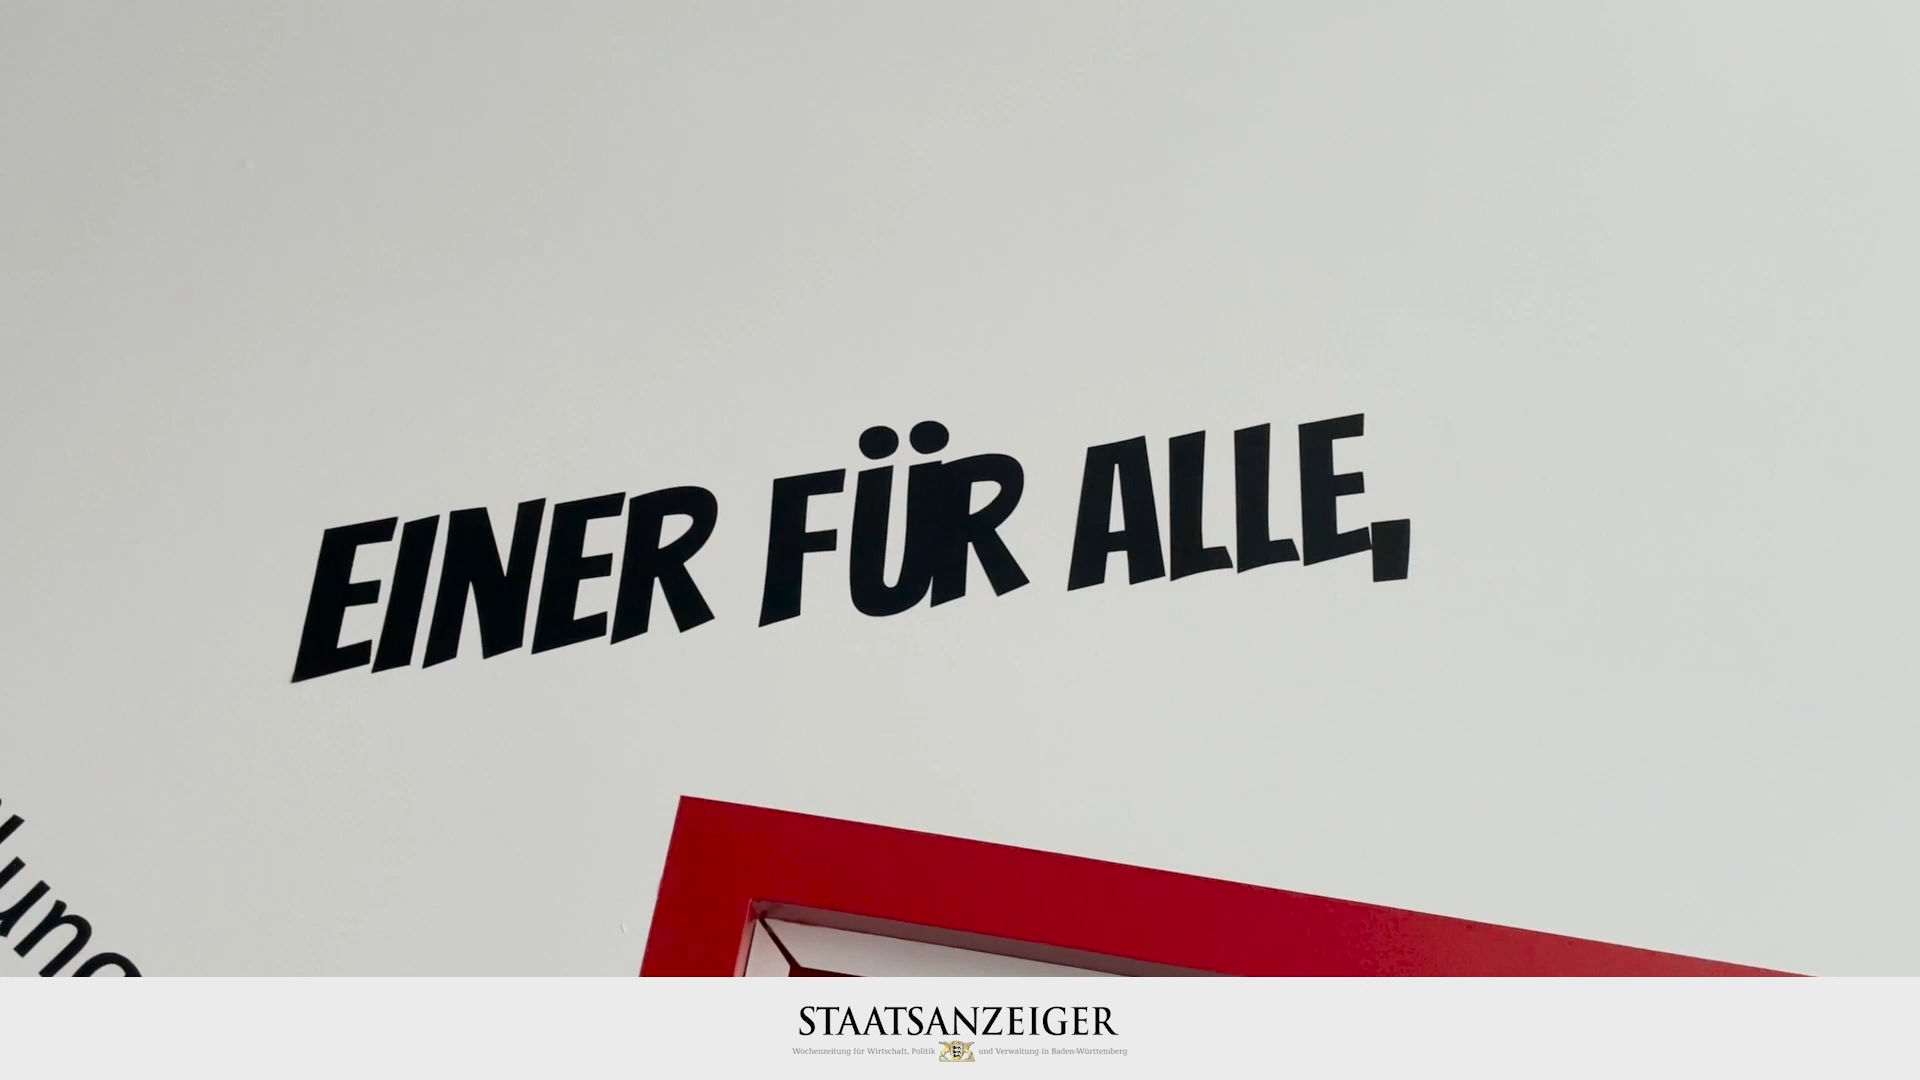 EINER FÜR ALLE,
STAATSANZEIGER
Wochenzeitung für Wirtschaft, Politik und Verwaltung in Baden-Württemberg